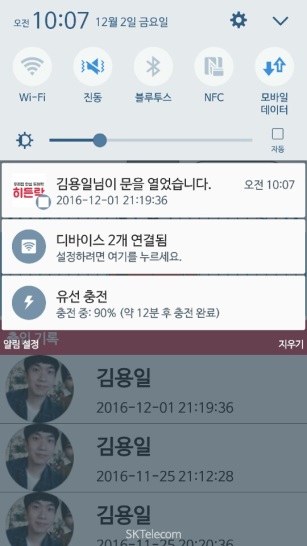 오전 10:07 12월 2일 금요일
Wi-Fi 진동 블루투스 NFC 모바일
데이터
자동
김용일님이 문을 열었습니다. 오전 10:07
히든락
2016-12-01 21:19:36
디바이스 2개 연결됨
설정하려면 여기를 누르세요.
유선 충전
충전 중: 90% (약 12분 후 충전 완료)
출입 기록
알림 설정 지우기
김용일
2016-12-01 21:19:36
김용일
2016-11-25 21:12:28
김용일
SKTelecom
2016-11-25 20:20:36